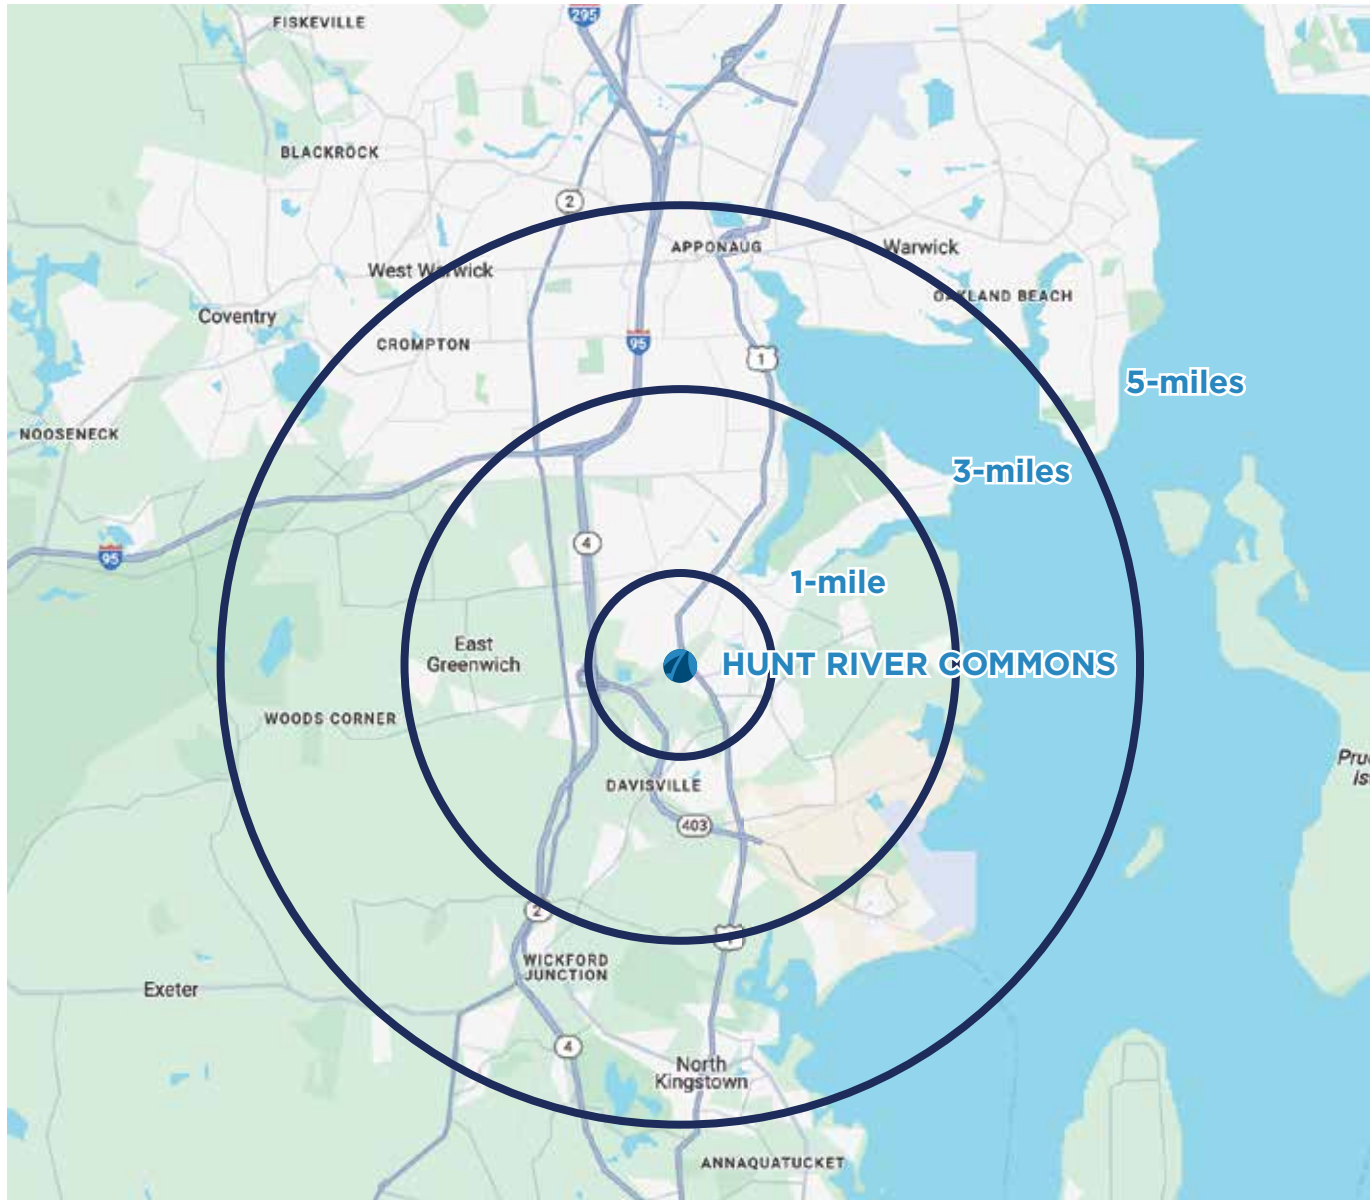 295
FISKEVILLE
BLACKROCK
2
APPONAUG
Warwick
West Warwick
OAKLAND BEACH
Coventry
CROMPTON
95
1
5-miles
NOOSENECK
3-miles
4
95
1-mile
East
Greenwich
HUNT RIVER COMMONS
WOODS CORNER
DAVISVILLE
403
2
1
WICKFORD
JUNCTION
Exeter
4
North
Kingstown
ANNAQUATUCKET